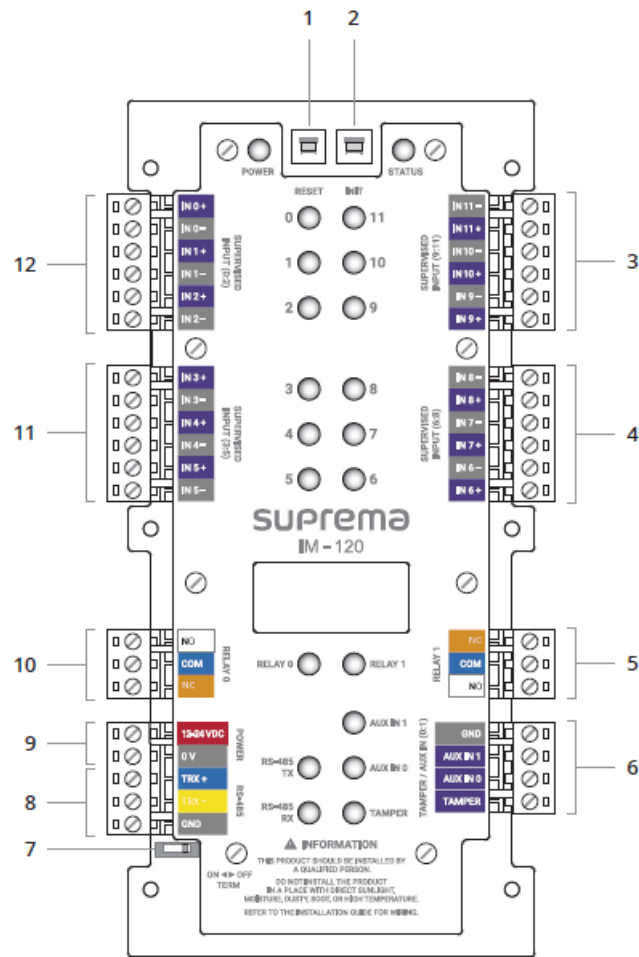 1 2
POWER
STATUS
RESET INIT
12
IN 0+
IN 0-
IN 1+
IN 1-
IN 2+
IN 2-
SUPERVISED
INPUT (0:2)
0 11
1 10
2 9
SUPERVISED
INPUT (9:11)
IN11-
IN11+
IN10-
IN10+
IN 9-
IN 9+
3
11
IN 3+
IN 3-
IN 4+
IN 4-
IN 5+
IN 5-
SUPERVISED
INPUT (3:5)
3 8
4 7
5 6
SUPERVISED
INPUT (6:8)
IN 8-
IN 8+
IN 7-
IN 7+
IN 6-
IN 6+
4
suprema
IM-120
10
NO
COM
NC
RELAY 0
RELAY 0
RELAY 1
RELAY 1
NC
COM
NO
5
9
12-24VDC
0 V
POWER
8
TRX +
TRX -
GND
RS-485
AUX IN 1
RS-485
TX
AUX IN 0
RS-485
RX
TAMPER
TAMPER / AUX IN (0:1)
GND
AUX IN 1
AUX IN 0
TAMPER
6
7
ON ◀▶ OFF
TERM
INFORMATION
THIS PRODUCT SHOULD BE INSTALLED BY
A QUALIFIED PERSON.
DO NOT INSTALL THE PRODUCT
IN A PLACE WITH DIRECT SUNLIGHT,
MOISTURE, DUSTY, SOOT, OR HIGH TEMPERATURE.
REFER TO THE INSTALLATION GUIDE FOR WIRING.